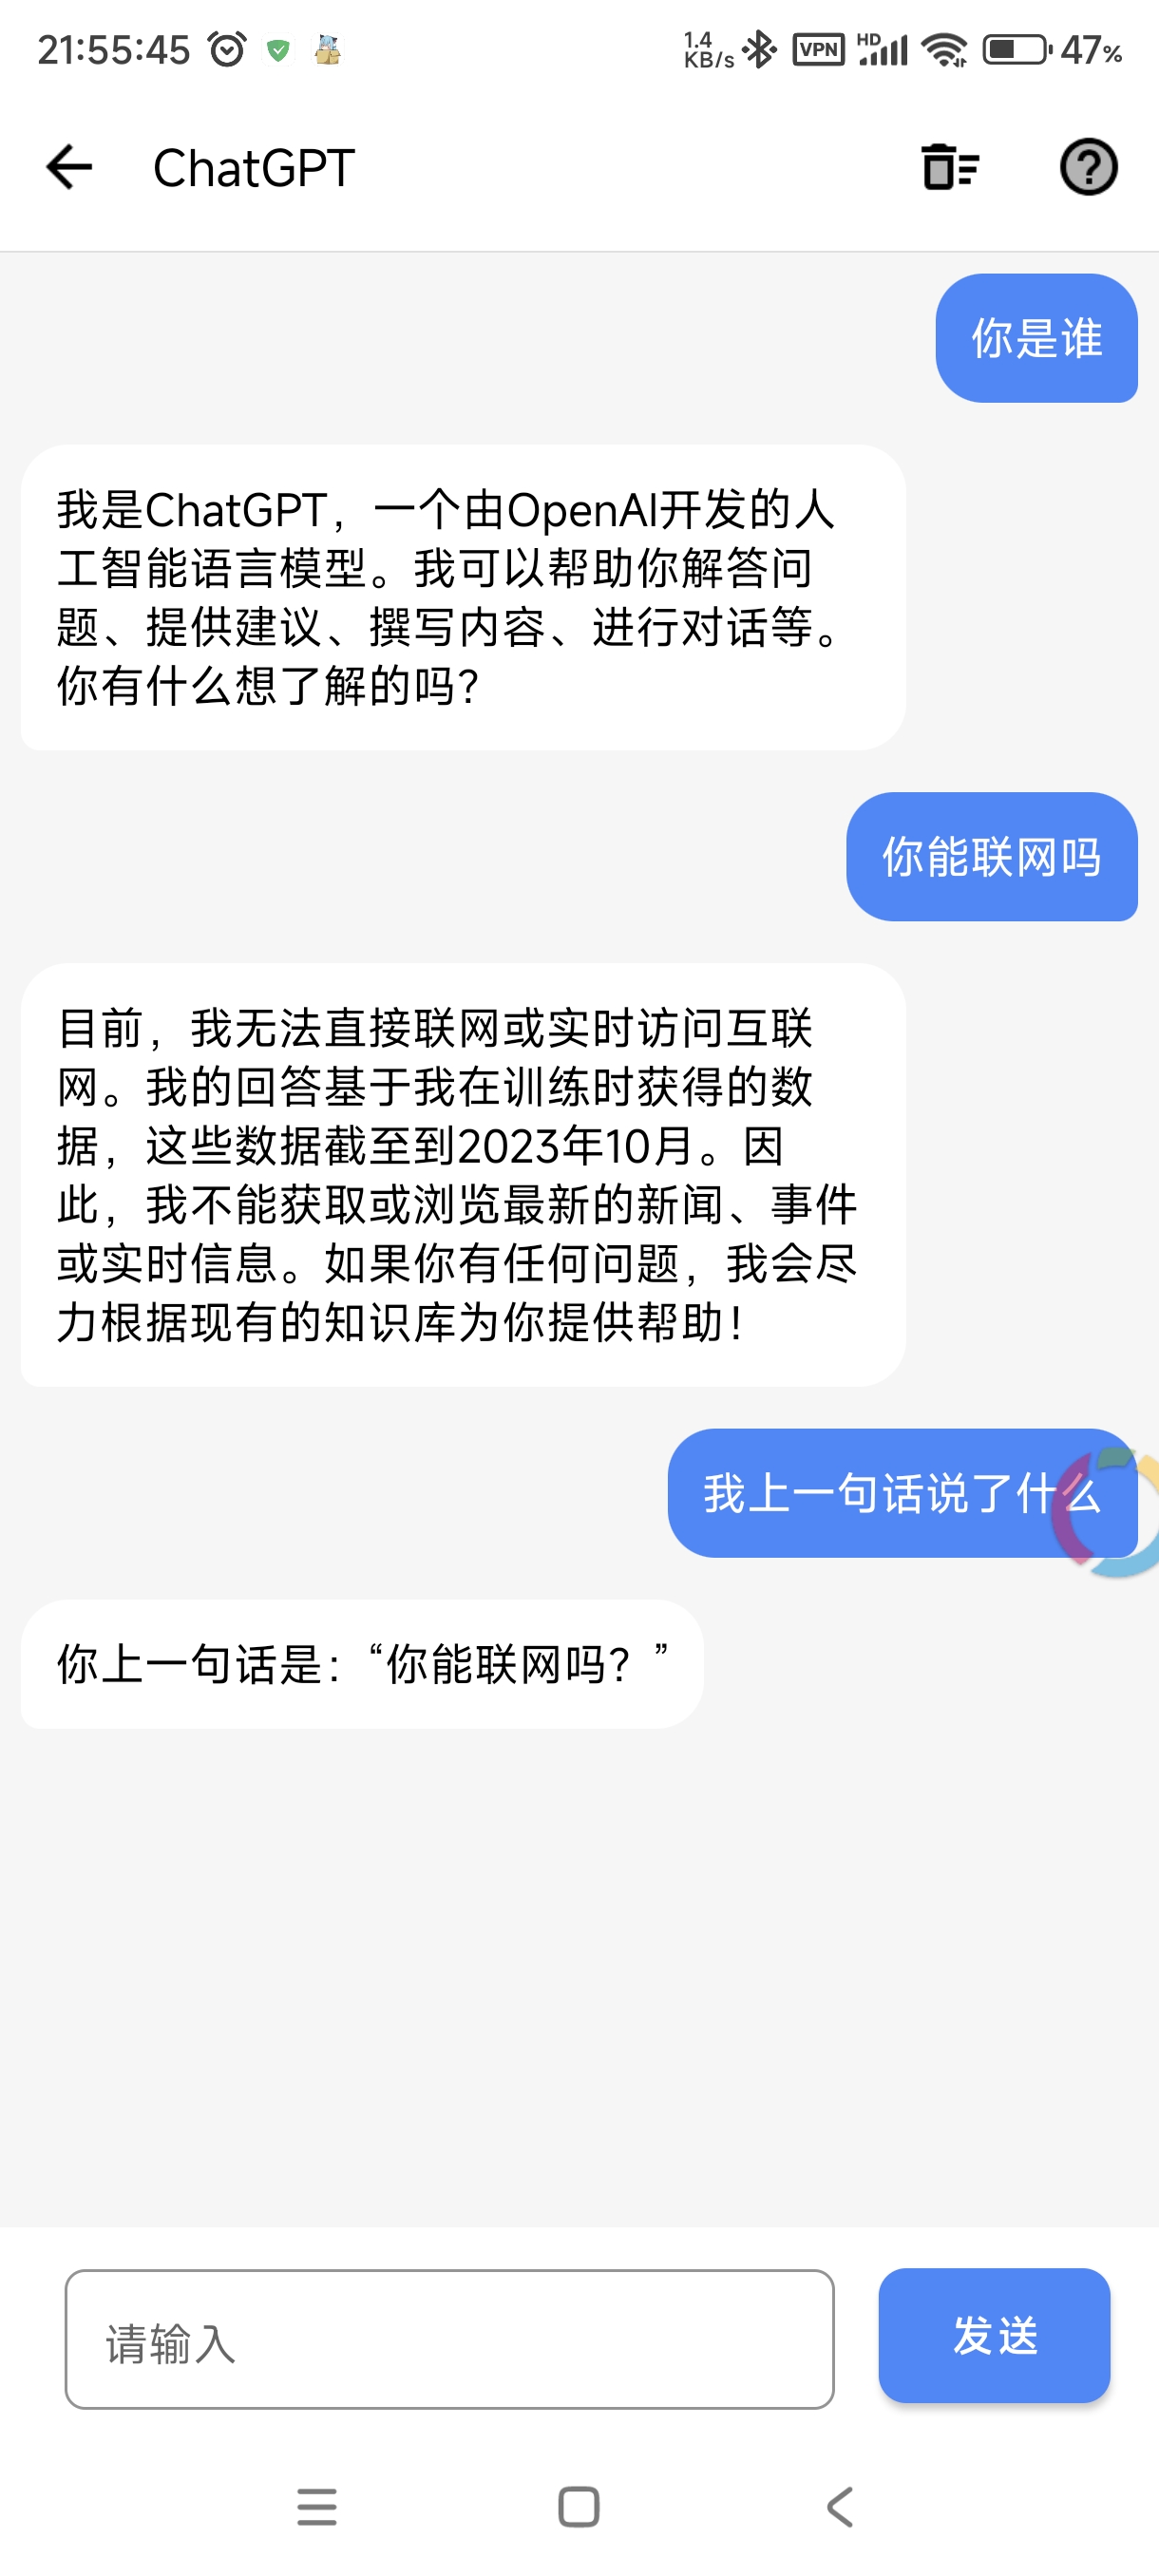 21:55:45 1.4 KB/s VPN HD 47%
ChatGPT
你是谁
我是ChatGPT，一个由OpenAI开发的人
工智能语言模型。我可以帮助你解答问
题、提供建议、撰写内容、进行对话等。
你有什么想了解的吗？
你能联网吗
目前，我无法直接联网或实时访问互联
网。我的回答基于我在训练时获得的数
据，这些数据截至到2023年10月。因
此，我不能获取或浏览最新的新闻、事件
或实时信息。如果你有任何问题，我会尽
力根据现有的知识库为你提供帮助！
我上一句话说了什么
你上一句话是：“你能联网吗？”
请输入
发送